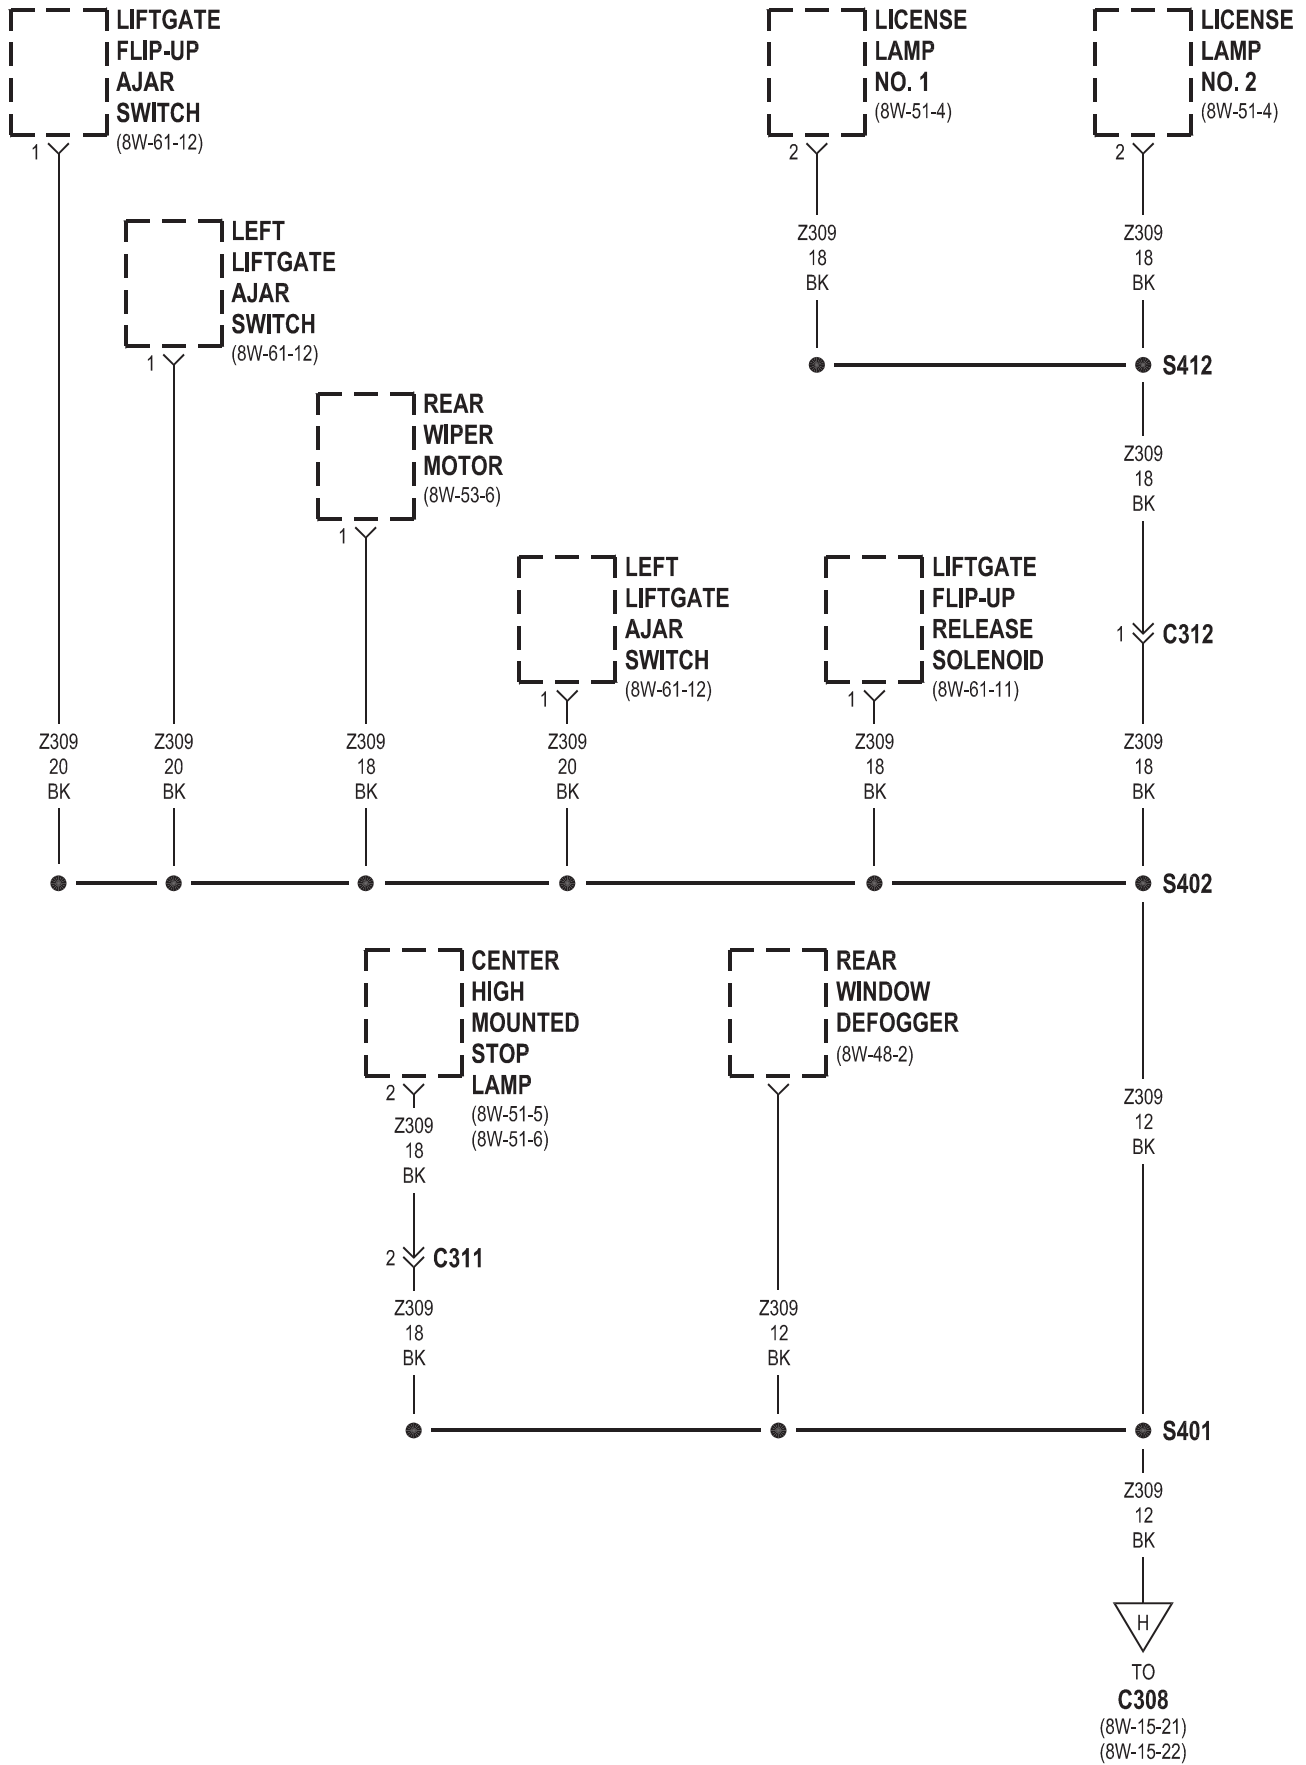 LIFTGATE
FLIP-UP
AJAR
SWITCH
(8W-61-12)
1
LICENSE
LAMP
NO. 1
(8W-51-4)
2
LICENSE
LAMP
NO. 2
(8W-51-4)
2
LEFT
LIFTGATE
AJAR
SWITCH
(8W-61-12)
1
Z309
18
BK
Z309
18
BK
S412
REAR
WIPER
MOTOR
(8W-53-6)
1
Z309
18
BK
LEFT
LIFTGATE
AJAR
SWITCH
(8W-61-12)
1
LIFTGATE
FLIP-UP
RELEASE
SOLENOID
(8W-61-11)
1
1
C312
Z309
20
BK
Z309
20
BK
Z309
18
BK
Z309
20
BK
Z309
18
BK
Z309
18
BK
S402
CENTER
HIGH
MOUNTED
STOP
LAMP
(8W-51-5)
(8W-51-6)
2
REAR
WINDOW
DEFOGGER
(8W-48-2)
Z309
18
BK
Z309
12
BK
2
C311
Z309
18
BK
Z309
12
BK
S401
Z309
12
BK
H
TO
C308
(8W-15-21)
(8W-15-22)